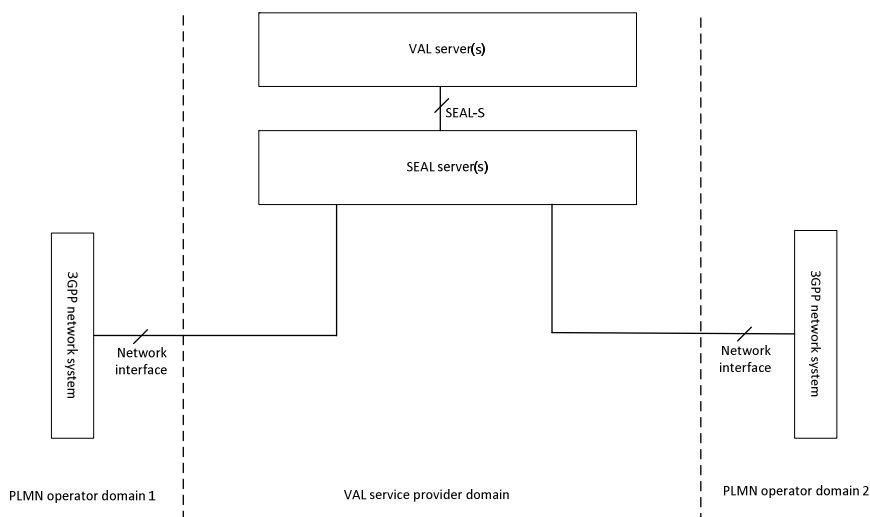 VAL server(s)
SEAL-S
SEAL server(s)
3GPP network system
Network
interface
3GPP network system
Network
interface
PLMN operator domain 1
VAL service provider domain
PLMN operator domain 2